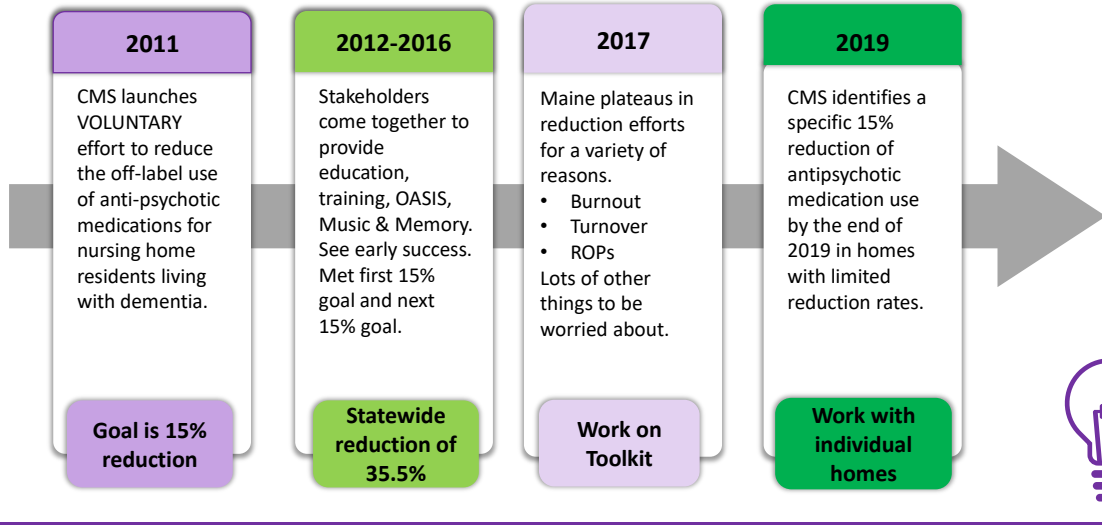 2011
CMS launches
VOLUNTARY
effort to reduce
the off-label use
of anti-psychotic
medications for
nursing home
residents living
with dementia.
Goal is 15%
reduction
2012-2016
Stakeholders
come together to
provide
education,
training, OASIS,
Music & Memory.
See early success.
Met first 15%
goal and next
15% goal.
Statewide
reduction of
35.5%
2017
Maine plateaus in
reduction efforts
for a variety of
reasons.
• Burnout
• Turnover
• ROPs
Lots of other
things to be
worried about.
Work on
Toolkit
2019
CMS identifies a
specific 15%
reduction of
antipsychotic
medication use
by the end of
2019 in homes
with limited
reduction rates.
Work with
individual
homes